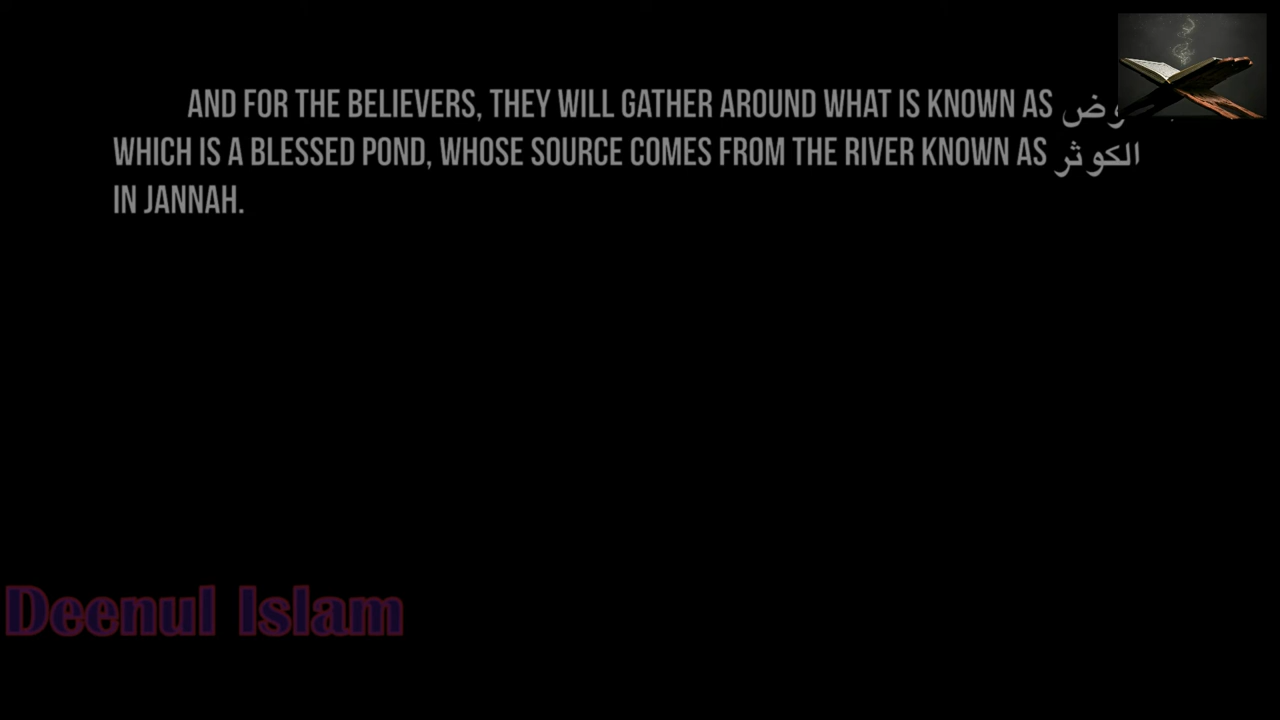 AND FOR THE BELIEVERS, THEY WILL GATHER AROUND WHAT IS KNOWN AS
WHICH IS A BLESSED POND, WHOSE SOURCE COMES FROM THE RIVER KNOWN AS الكوثر
IN JANNAH.
Deenul Islam